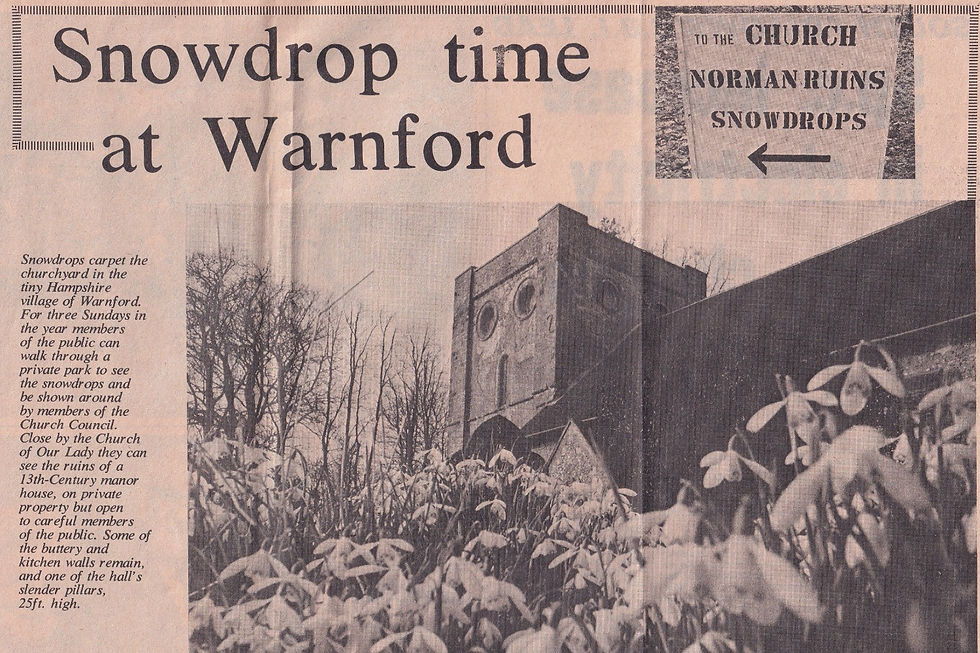 Snowdrop time
at Warnford
TO THE CHURCH
NORMAN RUINS
SNOWDROPS
Snowdrops carpet the
churchyard in the
tiny Hampshire
village of Warnford.
For three Sundays in
the year members
of the public can
walk through a
private park to see
the snowdrops and
be shown around
by members of the
Church Council.
Close by the Church
of Our Lady they can
see the ruins of a
13th-Century manor
house, on private
property but open
to careful members
of the public. Some of
the buttery and
kitchen walls remain,
and one of the hall's
slender pillars,
25ft. high.